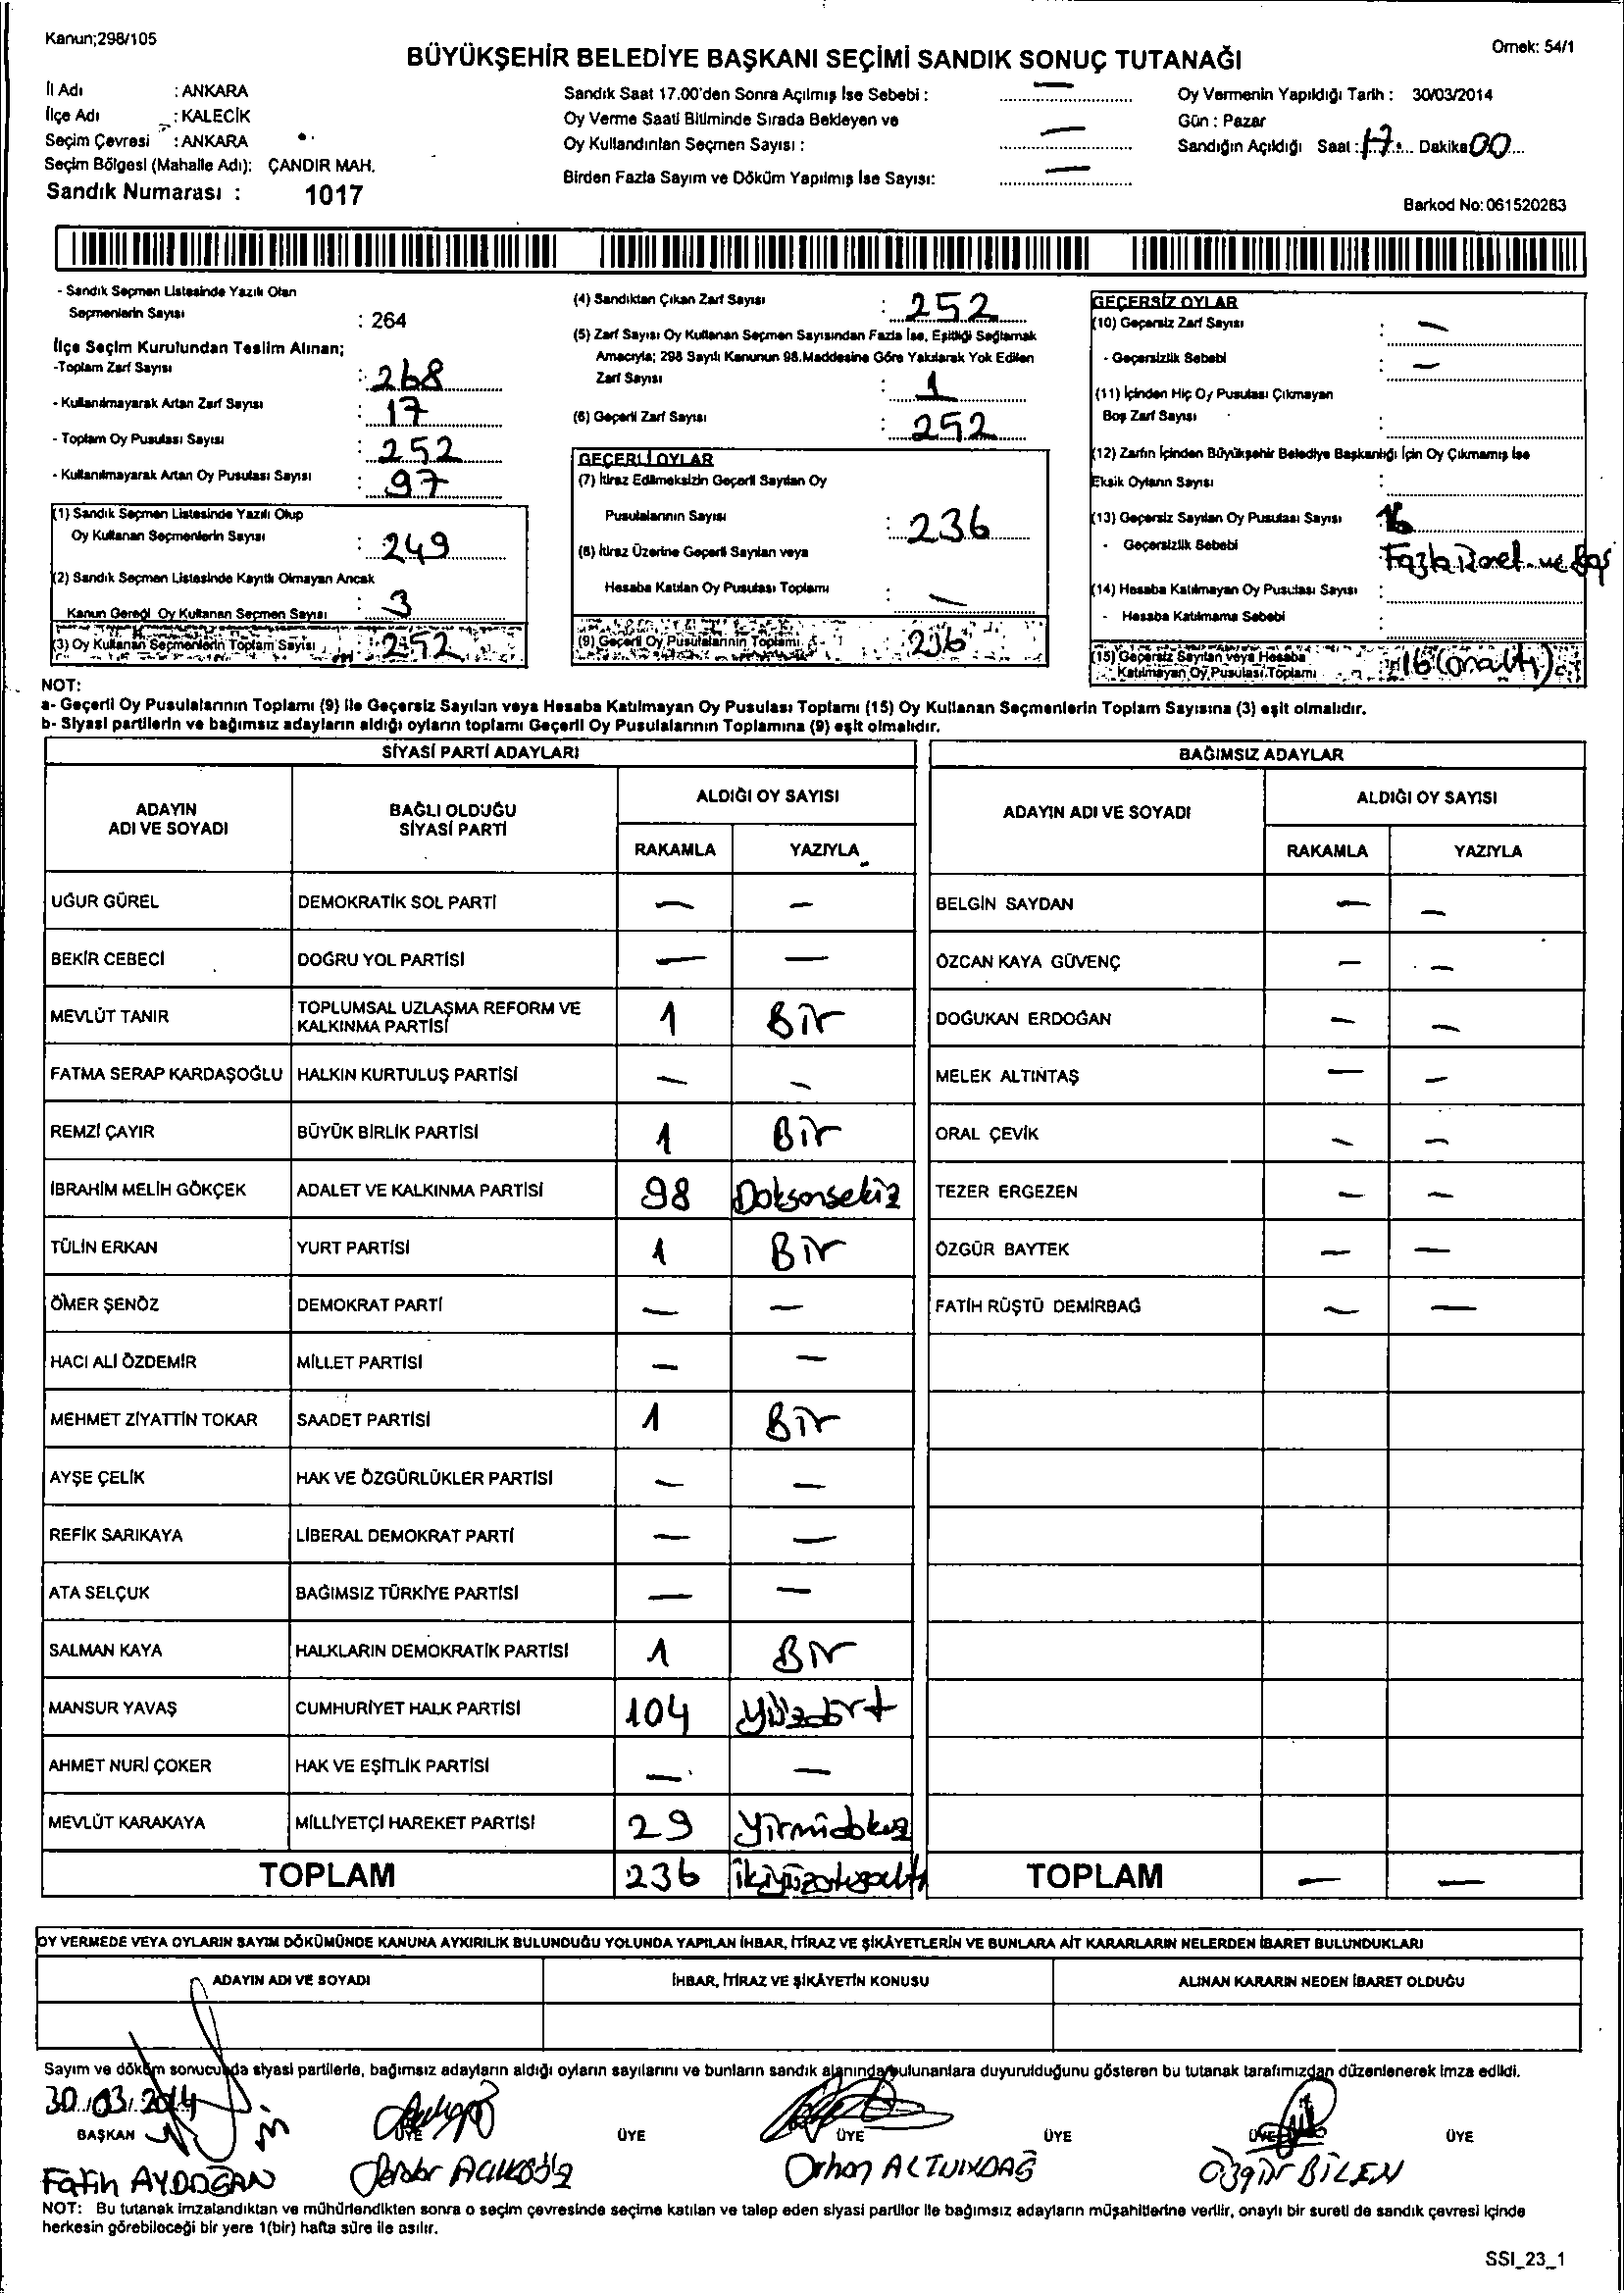 Kanun;298/105
Örnek: 54/1
BÜYÜKŞEHİR BELEDİYE BAŞKANI SEÇİMİ SANDIK SONUÇ TUTANAĞI
İl Adı : ANKARA
İlçe Adı : KALECİK
Seçim Çevresi : ANKARA
Seçim Bölgesi (Mahalle Adı): ÇANDIR MAH.
Sandık Numarası : 1017
Sandık Saat 17.00'den Sonra Açılmış İse Sebebi : —
Oy Verme Saati Bitiminde Sırada Bekleyen ve
Oy Kullandırılan Seçmen Sayısı : —
Birden Fazla Sayım ve Döküm Yapılmış İse Sayısı: —
Oy Vermenin Yapıldığı Tarih : 30/03/2014
Gün : Pazar
Sandığın Açıldığı Saat : 17 Dakika 00
Barkod No: 061520283
- Sandık Seçmen Listesinde Yazılı Olan
Seçmenlerin Sayısı : 264
İlçe Seçim Kurulundan Teslim Alınan;
-Toplam Zarf Sayısı : 268
- Kullanılmayarak Artan Zarf Sayısı : 17
- Toplam Oy Pusulası Sayısı : 252
- Kullanılmayarak Artan Oy Pusulası Sayısı : 97
(1) Sandık Seçmen Listesinde Yazılı Olup
Oy Kullanan Seçmenlerin Sayısı : 249
(2) Sandık Seçmen Listesinde Kayıtlı Olmayan Ancak
Kanun Gereği Oy Kullanan Seçmen Sayısı : 3
(3) Oy Kullanan Seçmenlerin Toplam Sayısı : 252
(4) Sandıktan Çıkan Zarf Sayısı : 252
(5) Zarf Sayısı Oy Kullanan Seçmen Sayısından Fazla İse, Eşitliği Sağlamak
Amacıyla; 298 Sayılı Kanunun 98.Maddesine Göre Yakılarak Yok Edilen
Zarf Sayısı : 1
(6) Geçerli Zarf Sayısı : 252
GEÇERLİ OYLAR
(7) İtiraz Edilmeksizin Geçerli Sayılan Oy
Pusulalarının Sayısı : 236
(8) İtiraz Üzerine Geçerli Sayılan veya
Hesaba Katılan Oy Pusulası Toplamı : —
(9) Geçerli Oy Pusulalarının Toplamı : 236
GEÇERSİZ OYLAR
(10) Geçersiz Zarf Sayısı : —
- Geçersizlik Sebebi : —
(11) İçinden Hiç Oy Pusulası Çıkmayan
Boş Zarf Sayısı :
(12) Zarfın İçinden Büyükşehir Belediye Başkanlığı İçin Oy Çıkmamış İse
Eksik Oyların Sayısı :
(13) Geçersiz Sayılan Oy Pusulası Sayısı : 16
- Geçersizlik Sebebi Fazla ve Boş
(14) Hesaba Katılmayan Oy Pusulası Sayısı :
- Hesaba Katılmama Sebebi :
(15) Geçersiz Sayılan veya Hesaba
Katılmayan Oy Pusulası Toplamı : 16 (onaltı)
NOT:
a- Geçerli Oy Pusulalarının Toplamı (9) ile Geçersiz Sayılan veya Hesaba Katılmayan Oy Pusulası Toplamı (15) Oy Kullanan Seçmenlerin Toplam Sayısına (3) eşit olmalıdır.
b- Siyasi partilerin ve bağımsız adayların aldığı oyların toplamı Geçerli Oy Pusulalarının Toplamına (9) eşit olmalıdır.
SİYASİ PARTİ ADAYLARI
ADAYIN ADI VE SOYADI BAĞLI OLDUĞU SİYASİ PARTİ ALDIĞI OY SAYISI
RAKAMLA YAZIYLA
UĞUR GÜREL DEMOKRATİK SOL PARTİ — —
BEKİR CEBECİ DOĞRU YOL PARTİSİ — —
MEVLÜT TANIR TOPLUMSAL UZLAŞMA REFORM VE KALKINMA PARTİSİ 1 Bir
FATMA SERAP KARDAŞOĞLU HALKIN KURTULUŞ PARTİSİ — —
REMZİ ÇAYIR BÜYÜK BİRLİK PARTİSİ 1 Bir
İBRAHİM MELİH GÖKÇEK ADALET VE KALKINMA PARTİSİ 98 Doksansekiz
TÜLİN ERKAN YURT PARTİSİ 1 Bir
ÖMER ŞENÖZ DEMOKRAT PARTİ — —
HACI ALİ ÖZDEMİR MİLLET PARTİSİ — —
MEHMET ZİYATTİN TOKAR SAADET PARTİSİ 1 Bir
AYŞE ÇELİK HAK VE ÖZGÜRLÜKLER PARTİSİ — —
REFİK SARIKAYA LİBERAL DEMOKRAT PARTİ — —
ATA SELÇUK BAĞIMSIZ TÜRKİYE PARTİSİ — —
SALMAN KAYA HALKLARIN DEMOKRATİK PARTİSİ 1 Bir
MANSUR YAVAŞ CUMHURİYET HALK PARTİSİ 104 yüzdört
AHMET NURİ ÇOKER HAK VE EŞİTLİK PARTİSİ — —
MEVLÜT KARAKAYA MİLLİYETÇİ HAREKET PARTİSİ 29 yirmidokuz
TOPLAM 236 ikiyüzotuzaltı
BAĞIMSIZ ADAYLAR
ADAYIN ADI VE SOYADI ALDIĞI OY SAYISI
RAKAMLA YAZIYLA
BELGİN SAYDAN — —
ÖZCAN KAYA GÜVENÇ — —
DOĞUKAN ERDOĞAN — —
MELEK ALTINTAŞ — —
ORAL ÇEVİK — —
TEZER ERGEZEN — —
ÖZGÜR BAYTEK — —
FATİH RÜŞTÜ DEMİRBAĞ — —
TOPLAM — —
OY VERMEDE VEYA OYLARIN SAYIM DÖKÜMÜNDE KANUNA AYKIRILIK BULUNDUĞU YOLUNDA YAPILAN İHBAR, İTİRAZ VE ŞİKÂYETLERİN VE BUNLARA AİT KARARLARIN NELERDEN İBARET BULUNDUKLARI
ADAYIN ADI VE SOYADI İHBAR, İTİRAZ VE ŞİKÂYETİN KONUSU ALINAN KARARIN NEDEN İBARET OLDUĞU
Sayım ve döküm sonucunda siyasi partilerle, bağımsız adayların aldığı oyların sayılarını ve bunların sandık alanında bulunanlara duyurulduğunu gösteren bu tutanak tarafımızdan düzenlenerek imza edildi.
30.03.2014
BAŞKAN ÜYE ÜYE ÜYE ÜYE ÜYE ÜYE
Fatih AYDOĞAN Orhan ALTUNDAĞ Özgür BİLEN
NOT: Bu tutanak imzalandıktan ve mühürlendikten sonra o seçim çevresinde seçime katılan ve talep eden siyasi partiler ile bağımsız adayların müşahitlerine verilir, onaylı bir sureti de sandık çevresi içinde
herkesin görebileceği bir yere 1(bir) hafta süre ile asılır.
SSI_23_1